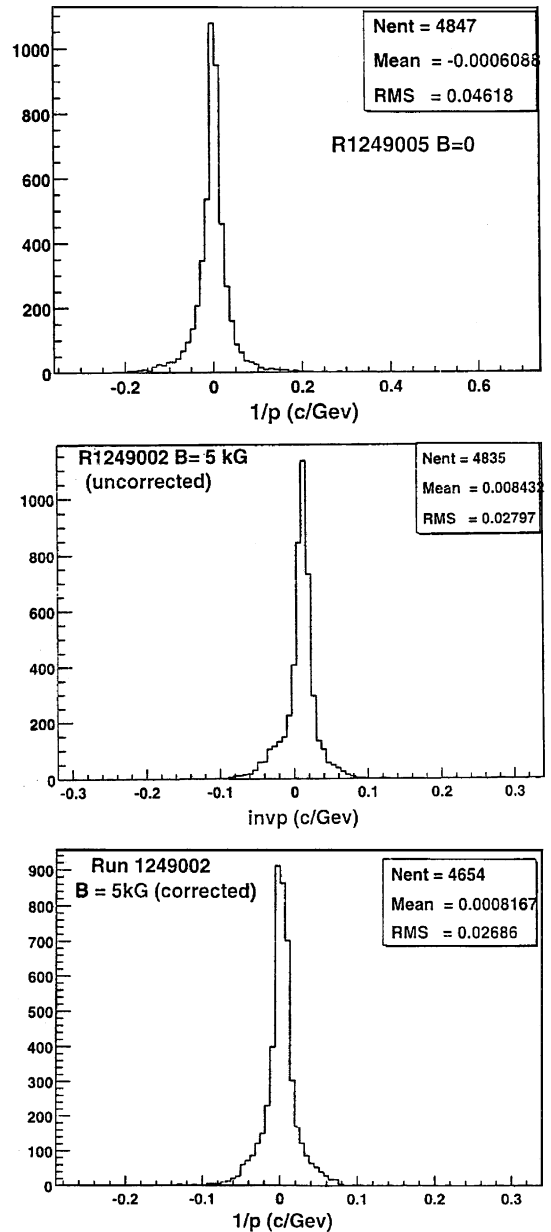 Nent = 4847
Mean = -0.0006088
RMS = 0.04618
R1249005 B=0
1000
800
600
400
200
0
-0.2 0 0.2 0.4 0.6
1/p (c/Gev)
R1249002 B= 5 kG
(uncorrected)
Nent = 4835
Mean = 0.008432
RMS = 0.02797
1000
800
600
400
200
0
-0.3 -0.2 -0.1 0 0.1 0.2 0.3
invp (c/Gev)
Run 1249002
B = 5kG (corrected)
Nent = 4654
Mean = 0.0008167
RMS = 0.02686
900
800
700
600
500
400
300
200
100
0
-0.2 -0.1 0 0.1 0.2 0.3
1/p (c/Gev)